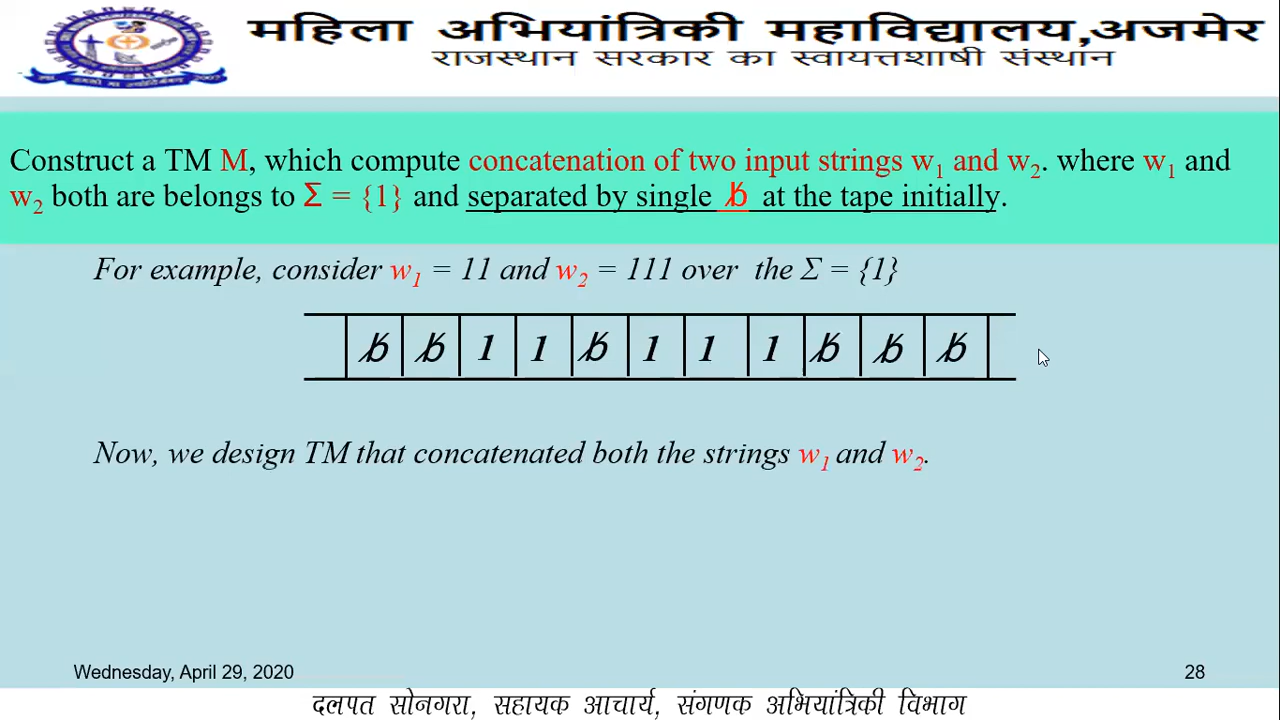 महिला अभियांत्रिकी महाविद्यालय,अजमेर
राजस्थान सरकार का स्वायत्तशाषी संस्थान
Construct a TM M, which compute concatenation of two input strings w₁ and w₂. where w₁ and
w₂ both are belongs to Σ = {1} and separated by single ƀ at the tape initially.
For example, consider w₁ = 11 and w₂ = 111 over the Σ = {1}
ƀ ƀ 1 1 ƀ 1 1 1 ƀ ƀ ƀ
Now, we design TM that concatenated both the strings w₁ and w₂.
Wednesday, April 29, 2020 28
दलपत सोनगरा, सहायक आचार्य, संगणक अभियांत्रिकी विभाग